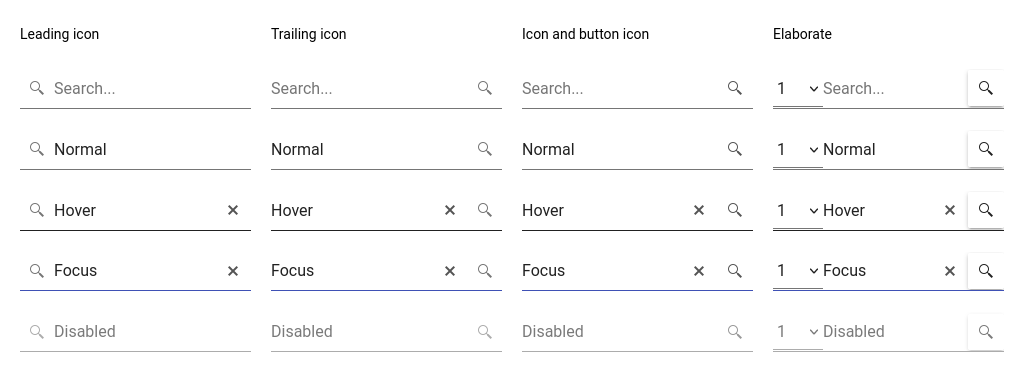 Leading icon Trailing icon Icon and button icon Elaborate
Search... Search... Search... 1 Search...
Normal Normal Normal 1 Normal
Hover Hover Hover 1 Hover
Focus Focus Focus 1 Focus
Disabled Disabled Disabled 1 Disabled